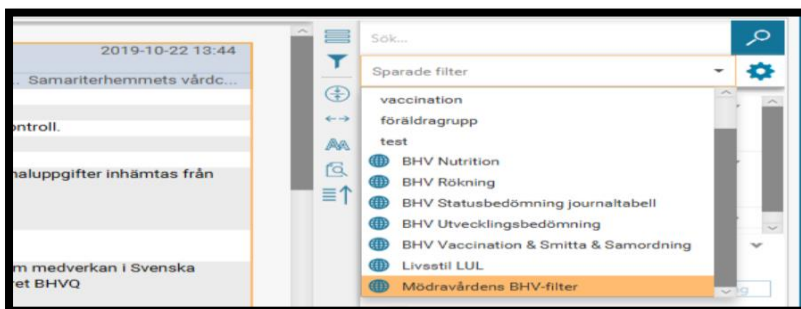 2019-10-22 13:44
... Samariterhemmets vårdc...
ontroll.
naluppgifter inhämtas från
m medverkan i Svenska
ret BHVQ
Sök...
Sparade filter
vaccination
föräldragrupp
test
BHV Nutrition
BHV Rökning
BHV Statusbedömning journaltabell
BHV Utvecklingsbedömning
BHV Vaccination & Smitta & Samordning
Livsstil LUL
Mödravårdens BHV-filter